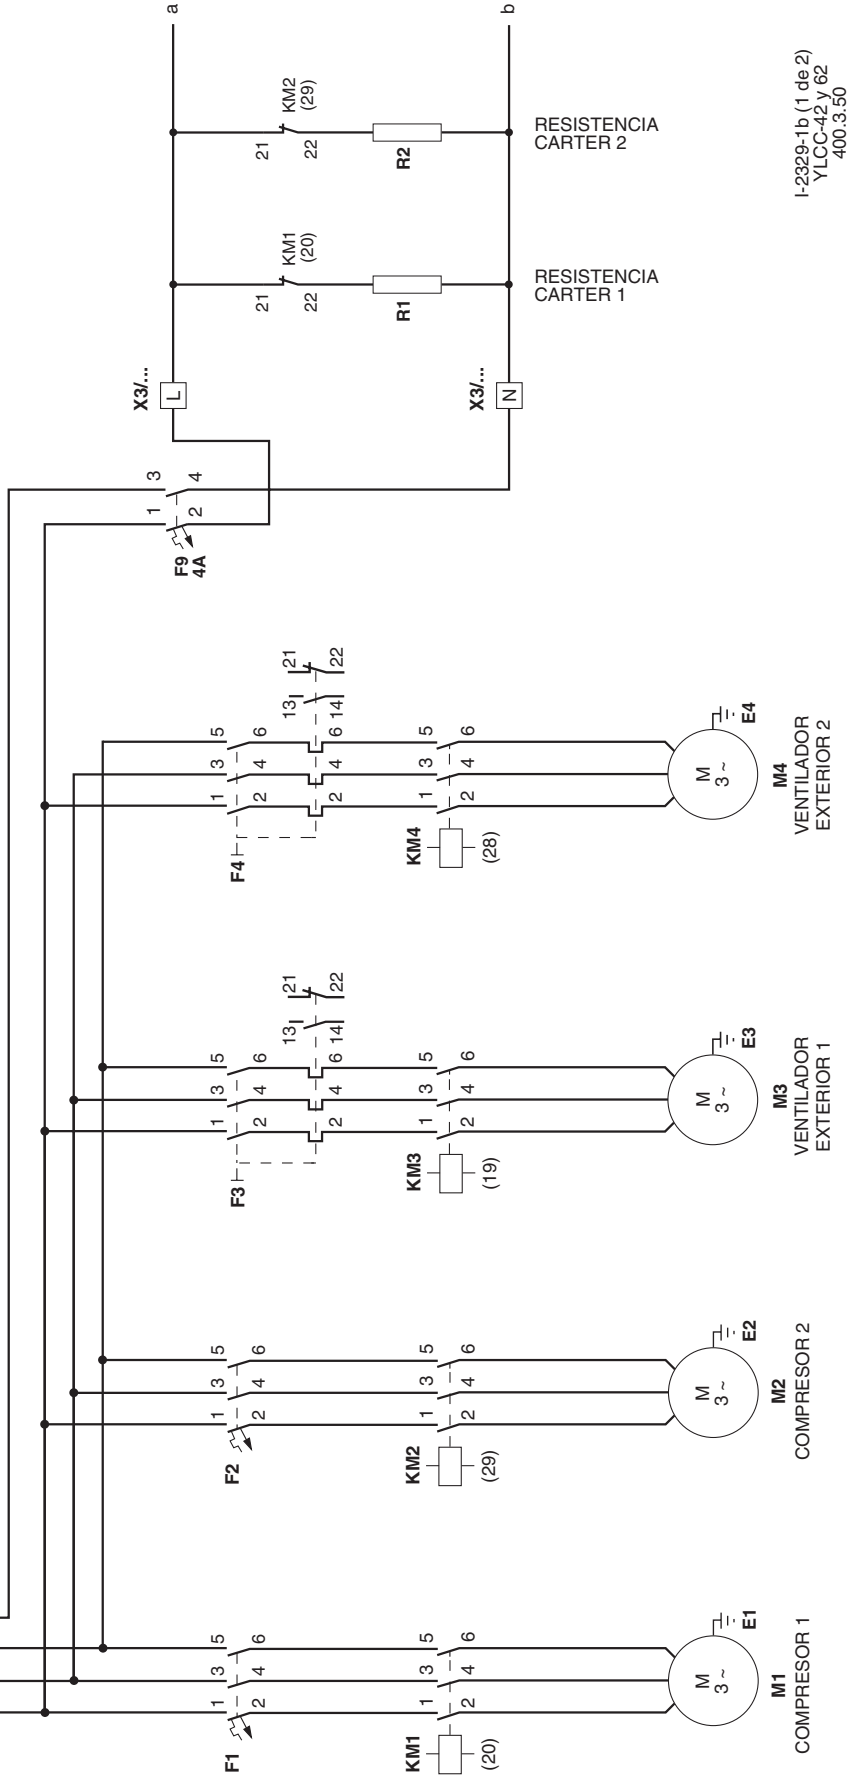 a
b
KM2
(29)
21
22
R2
RESISTENCIA
CARTER 2
KM1
(20)
21
22
R1
RESISTENCIA
CARTER 1
X3/...
L
X3/...
N
1
3
2
4
F9
4A
1
3
5
2
4
6
F4
13
21
14
22
2
4
6
1
3
5
2
4
6
KM4
(28)
M
3 ~
E4
M4
VENTILADOR
EXTERIOR 2
1
3
5
2
4
6
F3
13
21
14
22
2
4
6
1
3
5
2
4
6
KM3
(19)
M
3 ~
E3
M3
VENTILADOR
EXTERIOR 1
1
3
5
2
4
6
F2
1
3
5
2
4
6
KM2
(29)
M
3 ~
E2
M2
COMPRESOR 2
1
3
5
2
4
6
F1
1
3
5
2
4
6
KM1
(20)
M
3 ~
E1
M1
COMPRESOR 1
I-2329-1b (1 de 2)
YLCC-42 y 62
400.3.50